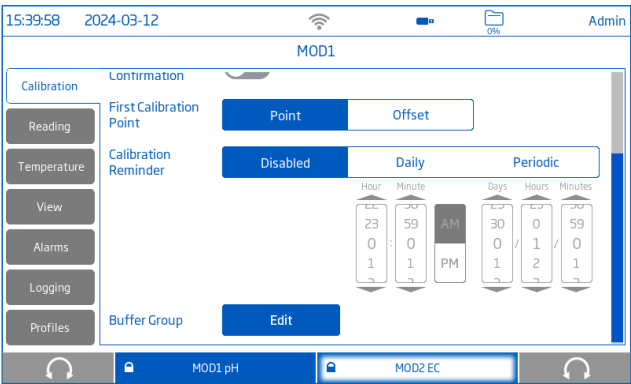 15:39:58 2024-03-12 0% Admin
MOD1
Calibration
Reading
Temperature
View
Alarms
Logging
Profiles
Confirmation
First Calibration
Point
Point Offset
Calibration
Reminder
Disabled Daily Periodic
Hour Minute Days Hours Minutes
23 59 AM 30 0 59
0 : 0 0 / 1 / 0
1 1 PM 1 2 1
Buffer Group Edit
MOD1 pH MOD2 EC